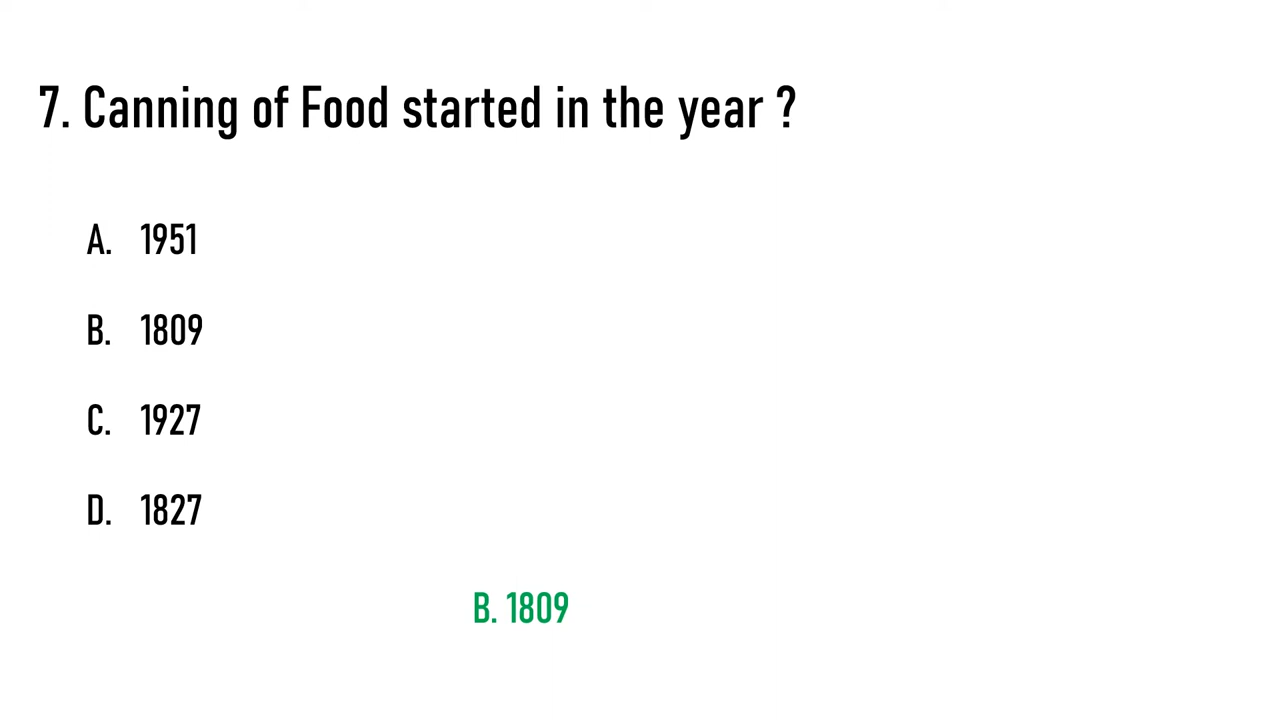 7. Canning of Food started in the year ?
A. 1951
B. 1809
C. 1927
D. 1827
B. 1809